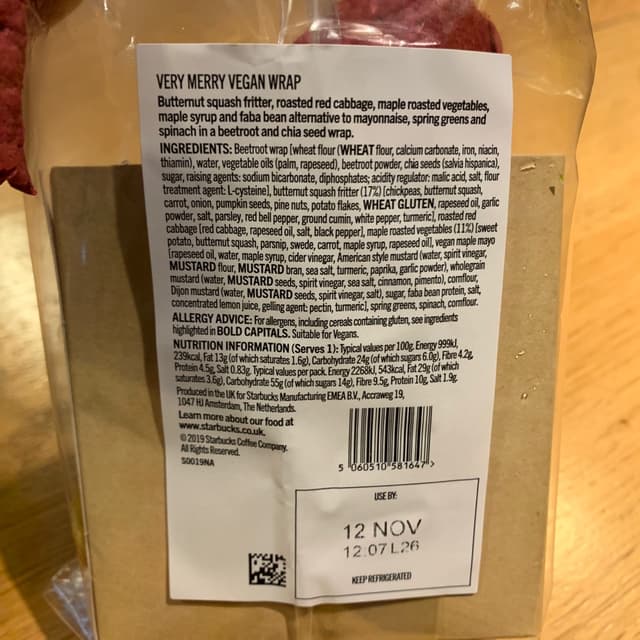 VERY MERRY VEGAN WRAP
Butternut squash fritter, roasted red cabbage, maple roasted vegetables,
maple syrup and faba bean alternative to mayonnaise, spring greens and
spinach in a beetroot and chia seed wrap.
INGREDIENTS: Beetroot wrap [wheat flour (WHEAT flour, calcium carbonate, iron, niacin,
thiamin), water, vegetable oils (palm, rapeseed), beetroot powder, chia seeds (salvia hispanica),
sugar, raising agents: sodium bicarbonate, diphosphates; acidity regulator: malic acid, salt, flour
treatment agent: L-cysteine], butternut squash fritter (17%) [chickpeas, butternut squash,
carrot, onion, pumpkin seeds, pine nuts, potato flakes, WHEAT GLUTEN, rapeseed oil, garlic
powder, salt, parsley, red bell pepper, ground cumin, white pepper, turmeric], roasted red
cabbage [red cabbage, rapeseed oil, salt, black pepper], maple roasted vegetables (11%) [sweet
potato, butternut squash, parsnip, swede, carrot, maple syrup, rapeseed oil], vegan maple mayo
[rapeseed oil, water, maple syrup, cider vinegar, American style mustard (water, spirit vinegar,
MUSTARD flour, MUSTARD bran, sea salt, turmeric, paprika, garlic powder), wholegrain
mustard (water, MUSTARD seeds, spirit vinegar, sea salt, cinnamon, pimento), cornflour,
Dijon mustard (water, MUSTARD seeds, spirit vinegar, salt), sugar, faba bean protein, salt,
concentrated lemon juice, gelling agent: pectin, turmeric], spring greens, spinach, cornflour.
ALLERGY ADVICE: For allergens, including cereals containing gluten, see ingredients
highlighted in BOLD CAPITALS. Suitable for Vegans.
NUTRITION INFORMATION (Serves 1): Typical values per 100g. Energy 999kJ,
239kcal, Fat 13g (of which saturates 1.6g), Carbohydrate 24g (of which sugars 6.0g), Fibre 4.2g,
Protein 4.5g, Salt 0.83g. Typical values per pack. Energy 2268kJ, 543kcal, Fat 29g (of which
saturates 3.6g), Carbohydrate 55g (of which sugars 14g), Fibre 9.5g, Protein 10g, Salt 1.9g.
Produced in the UK for Starbucks Manufacturing EMEA B.V., Accraweg 19,
1047 HJ Amsterdam, The Netherlands.
Learn more about our food at
www.starbucks.co.uk.
© 2019 Starbucks Coffee Company.
All Rights Reserved.
S0019NA
5 060510 581647 >
USE BY:
12 NOV
12:07 L26
KEEP REFRIGERATED